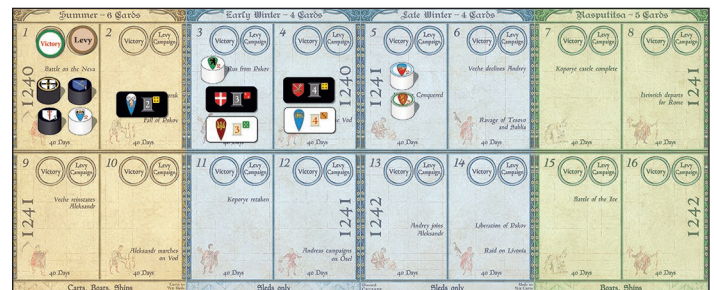 Summer – 6 Cards
Early Winter – 4 Cards
Late Winter – 4 Cards
Rasputitsa – 5 Cards
1
Victory
Levy
Battle on the Neva
1240
40 Days
2
Victory
Levy
Campaign
2
Fall of Pskov
40 Days
3
Victory
Levy
Campaign
Run from Pskov
3
3
40 Days
4
Victory
Levy
Campaign
1240
4
4
Vod
40 Days
5
Victory
Levy
Campaign
1241
Conquered
40 Days
6
Victory
Levy
Campaign
Veche declines Andrey
Ravage of Tesovo
and Sablia
40 Days
7
Victory
Levy
Campaign
Koporye castle complete
40 Days
8
Victory
Levy
Campaign
1241
Heinrich departs
for Rome
40 Days
9
Victory
Levy
Campaign
Veche reinstates
Aleksandr
1241
40 Days
10
Victory
Levy
Campaign
Aleksandr marches
on Vod
40 Days
11
Victory
Levy
Campaign
Koporye retaken
40 Days
12
Victory
Levy
Campaign
1241
Andreas campaigns
on Osel
40 Days
13
Victory
Levy
Campaign
1242
Andrey joins
Aleksandr
40 Days
14
Victory
Levy
Campaign
Liberation of Pskov
Raid on Livonia
40 Days
15
Victory
Levy
Campaign
Battle of the Ice
40 Days
16
Victory
Levy
Campaign
1242
40 Days
Carts, Boats, Ships
Sleds only
Sleds only
Boats, Ships